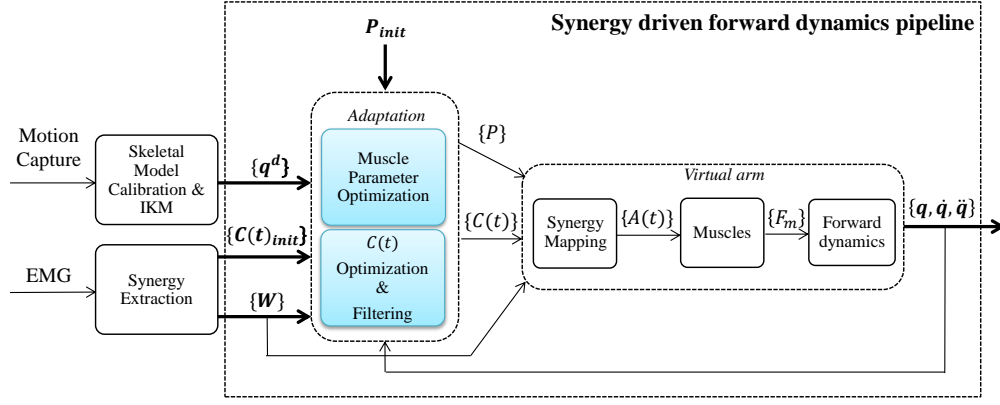 Synergy driven forward dynamics pipeline
P_init
Adaptation
Motion
Capture
Skeletal
Model
Calibration &
IKM
{q^d}
Muscle
Parameter
Optimization
{P}
Virtual arm
{C(t)_init}
C(t)
Optimization
&
Filtering
{C(t)}
Synergy
Mapping
{A(t)}
Muscles
{F_m}
Forward
dynamics
{q, q̇, q̈}
EMG
Synergy
Extraction
{W}